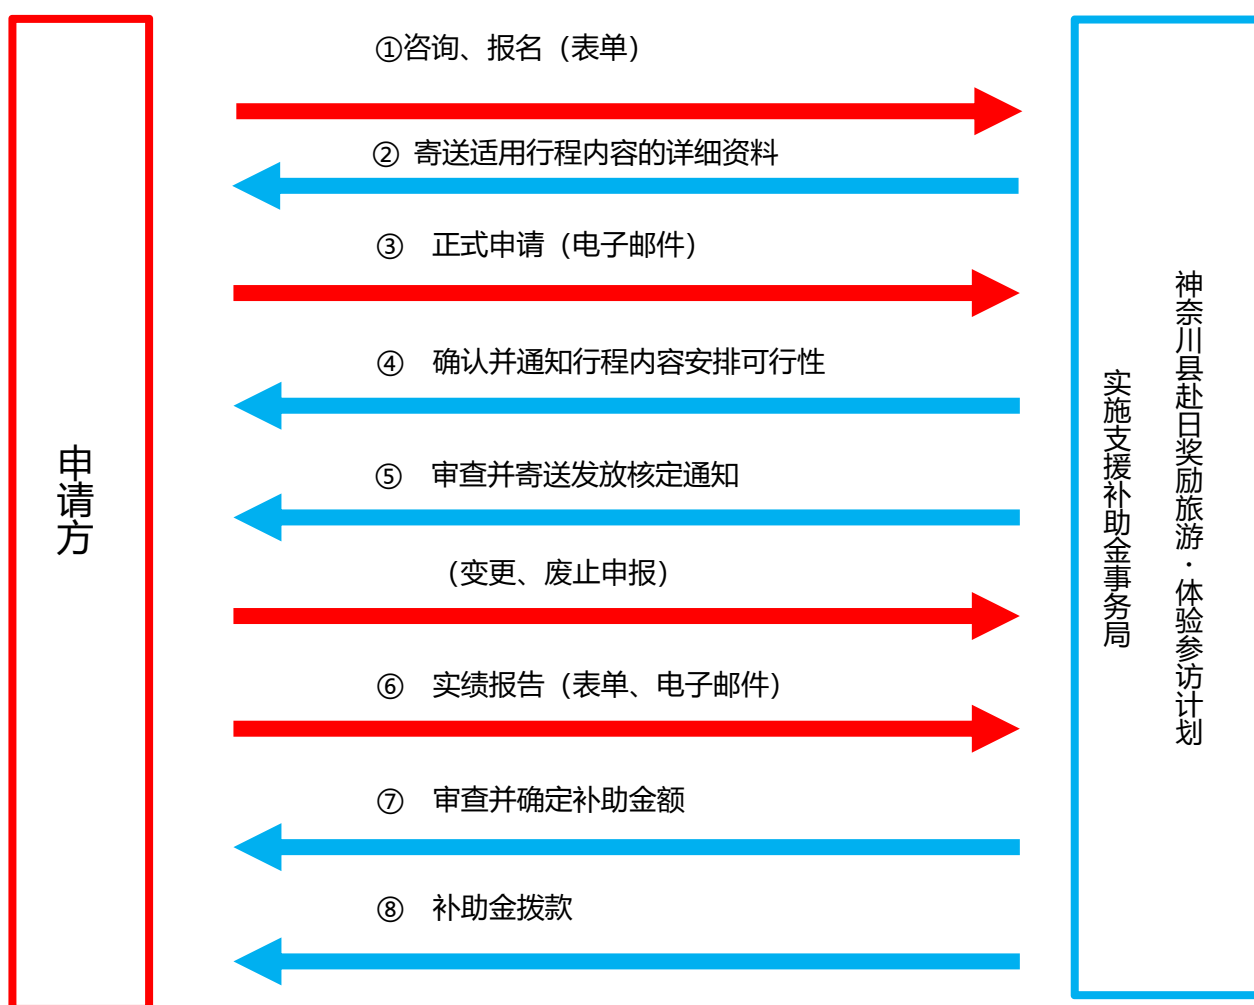 ①咨询、报名（表单）
② 寄送适用行程内容的详细资料
③ 正式申请（电子邮件）
④ 确认并通知行程内容安排可行性
⑤ 审查并寄送发放核定通知
（变更、废止申报）
⑥ 实绩报告（表单、电子邮件）
⑦ 审查并确定补助金额
⑧ 补助金拨款
申请方
神奈川县赴日奖励旅游·体验参访计划
实施支援补助金事务局